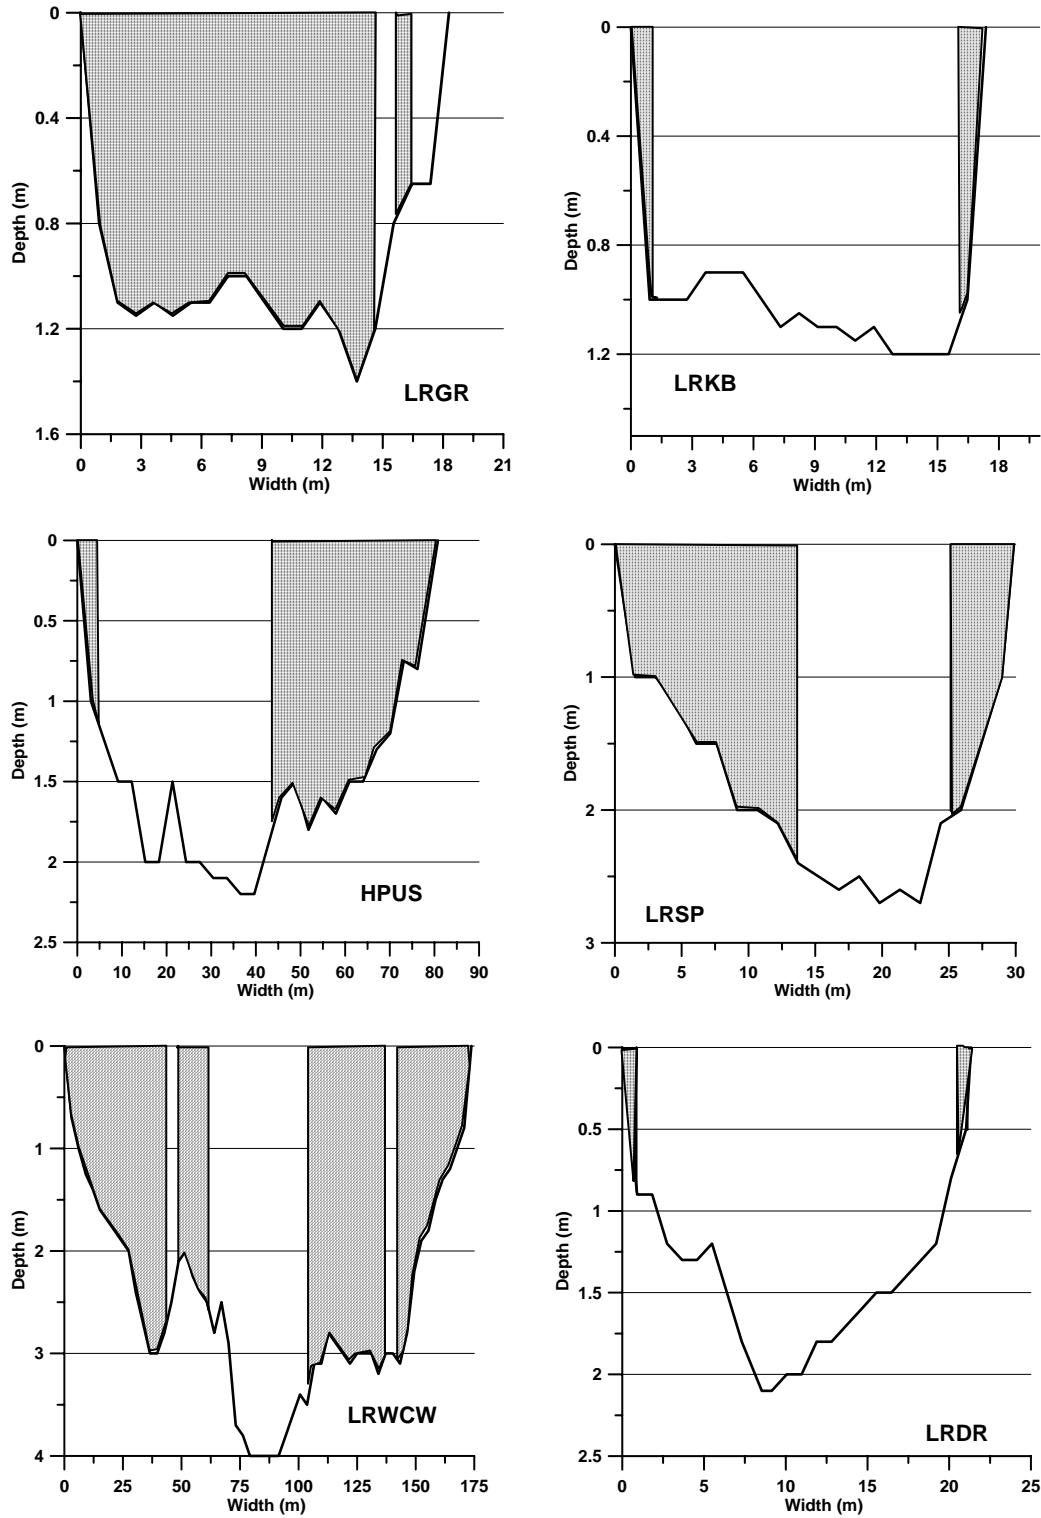 0
0.4
0.8
1.2
1.6
Depth (m)
0 3 6 9 12 15 18 21
Width (m)
LRGR
0
0.4
0.8
1.2
Depth (m)
0 3 6 9 12 15 18
Width (m)
LRKB
0
0.5
1
1.5
2
2.5
Depth (m)
0 10 20 30 40 50 60 70 80 90
Width (m)
HPUS
0
1
2
3
Depth (m)
0 5 10 15 20 25 30
Width (m)
LRSP
0
1
2
3
4
Depth (m)
0 25 50 75 100 125 150 175
Width (m)
LRWCW
0
0.5
1
1.5
2
2.5
Depth (m)
0 5 10 15 20 25
Width (m)
LRDR